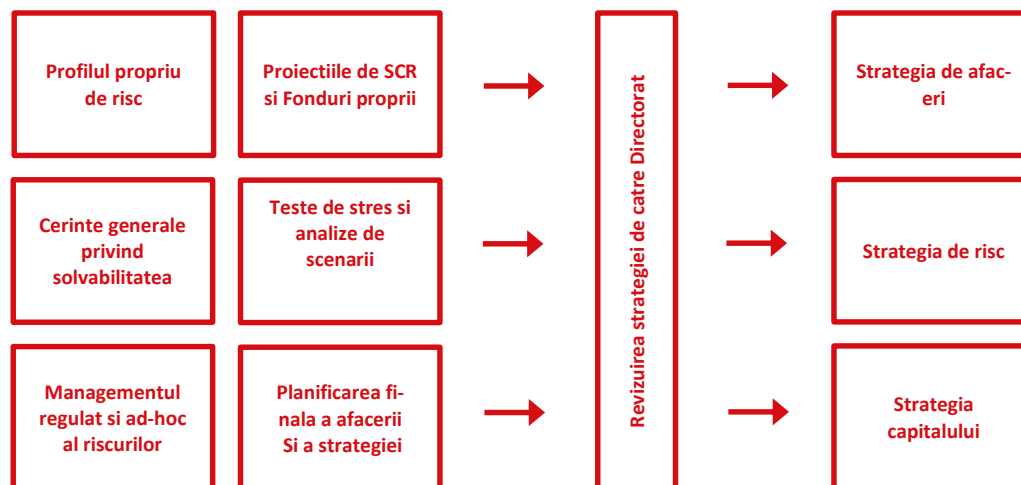 Profilul propriu
de risc
Proiectiile de SCR
si Fonduri proprii
Cerinte generale
privind
solvabilitatea
Teste de stres si
analize de
scenarii
Managementul
regulat si ad-hoc
al riscurilor
Planificarea fi-
nala a afacerii
Si a strategiei
Revizuirea strategiei de catre Directorat
Strategia de afac-
eri
Strategia de risc
Strategia
capitalului